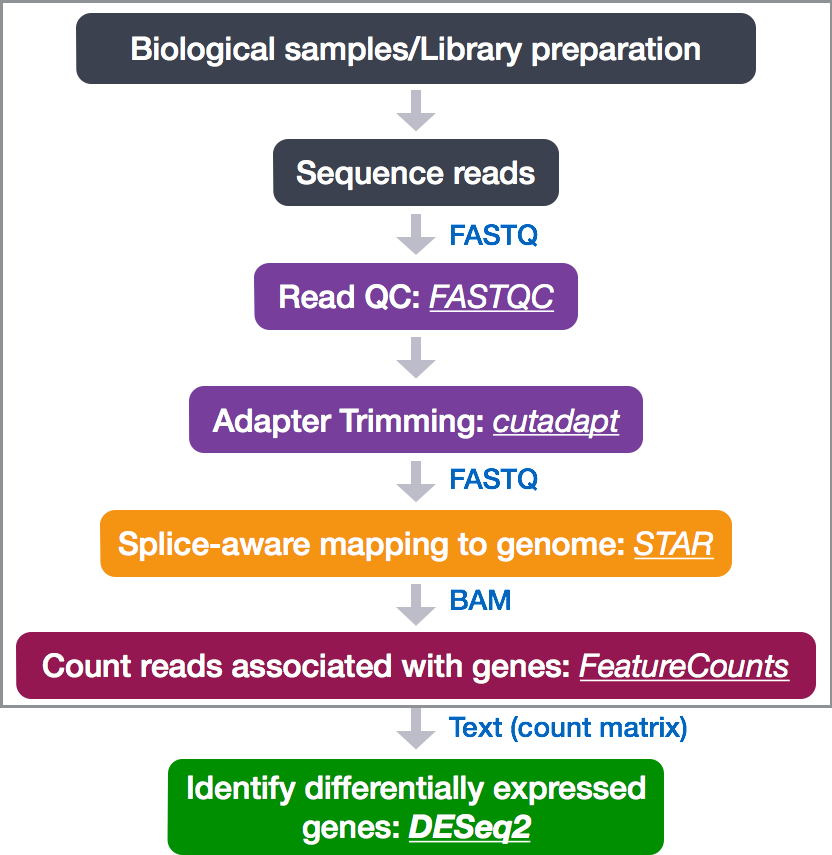 Biological samples/Library preparation
Sequence reads
FASTQ
Read QC: FASTQC
Adapter Trimming: cutadapt
FASTQ
Splice-aware mapping to genome: STAR
BAM
Count reads associated with genes: FeatureCounts
Text (count matrix)
Identify differentially expressed
genes: DESeq2